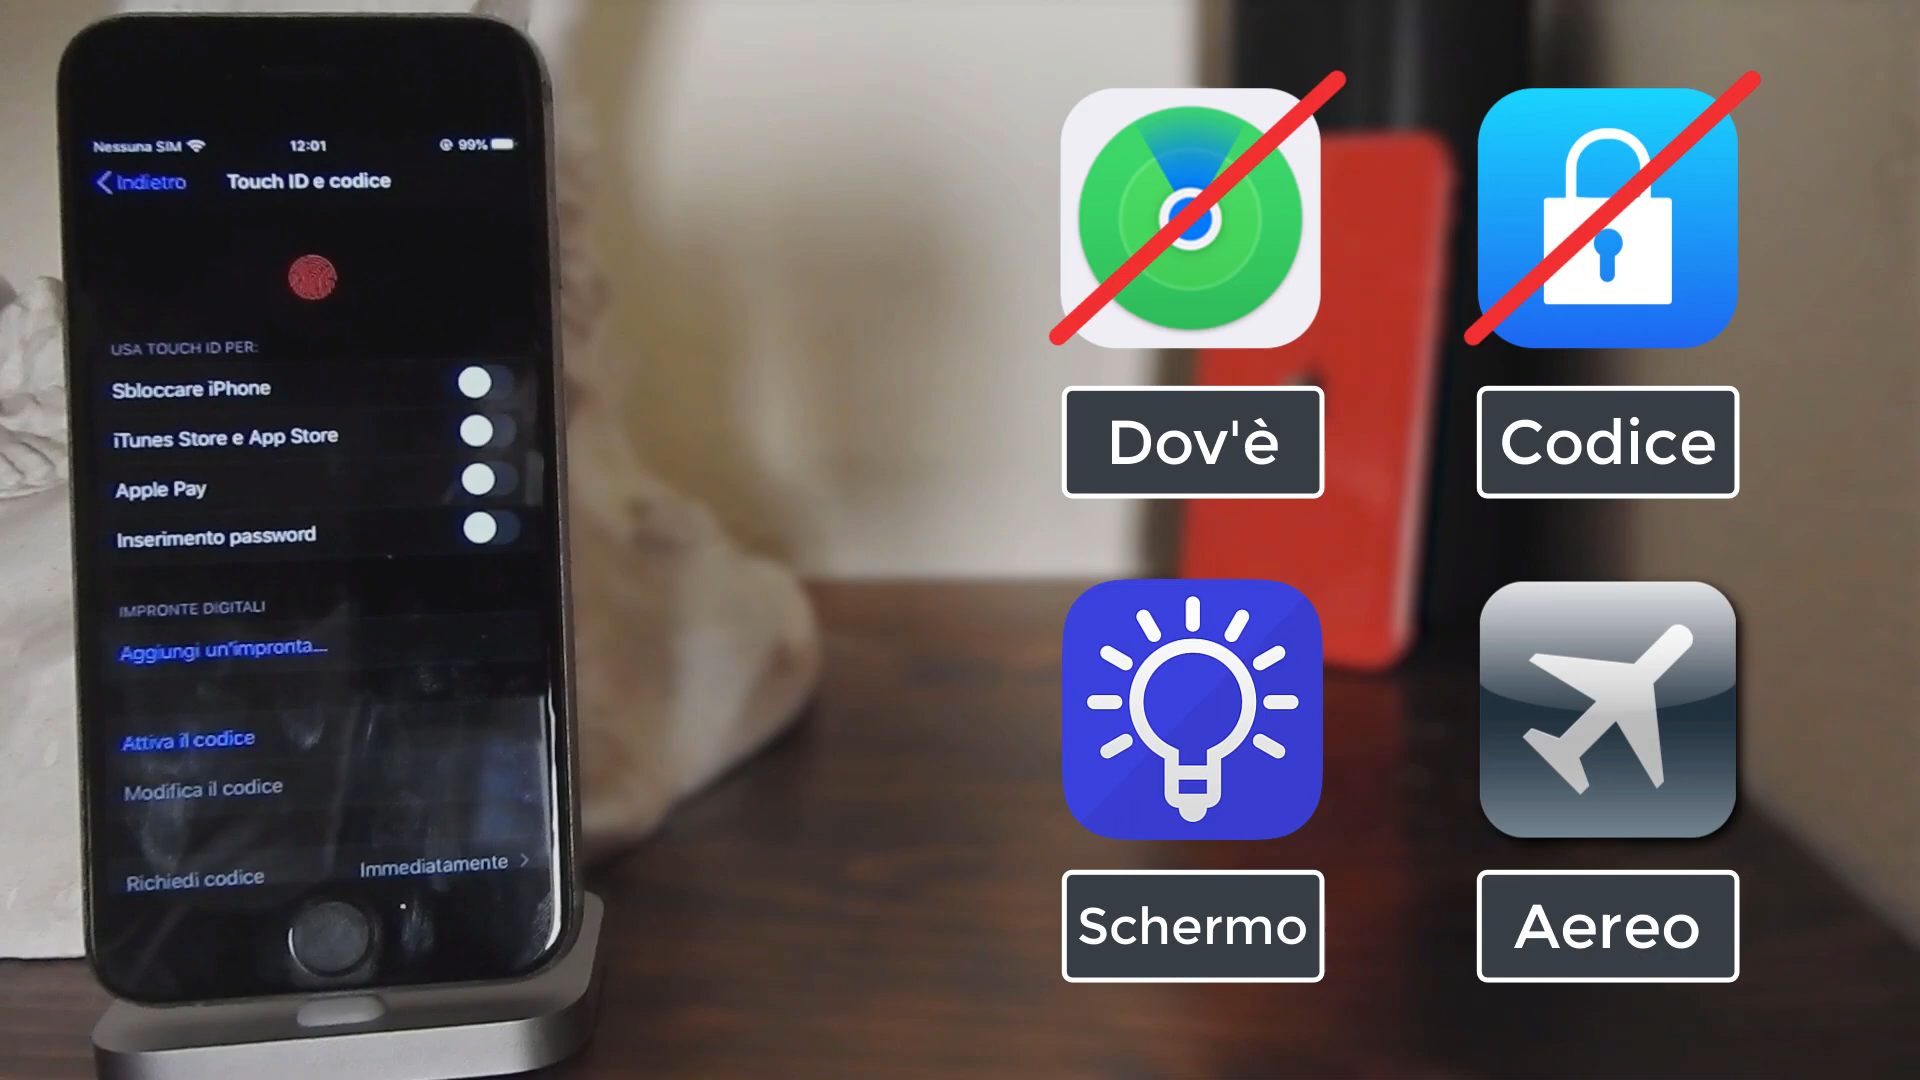 Nessuna SIM 12:01 99%
Indietro Touch ID e codice
USA TOUCH ID PER:
Sbloccare iPhone
iTunes Store e App Store
Apple Pay
Inserimento password
IMPRONTE DIGITALI
Aggiungi un'impronta...
Attiva il codice
Modifica il codice
Richiedi codice Immediatamente
Dov'è
Codice
Schermo
Aereo